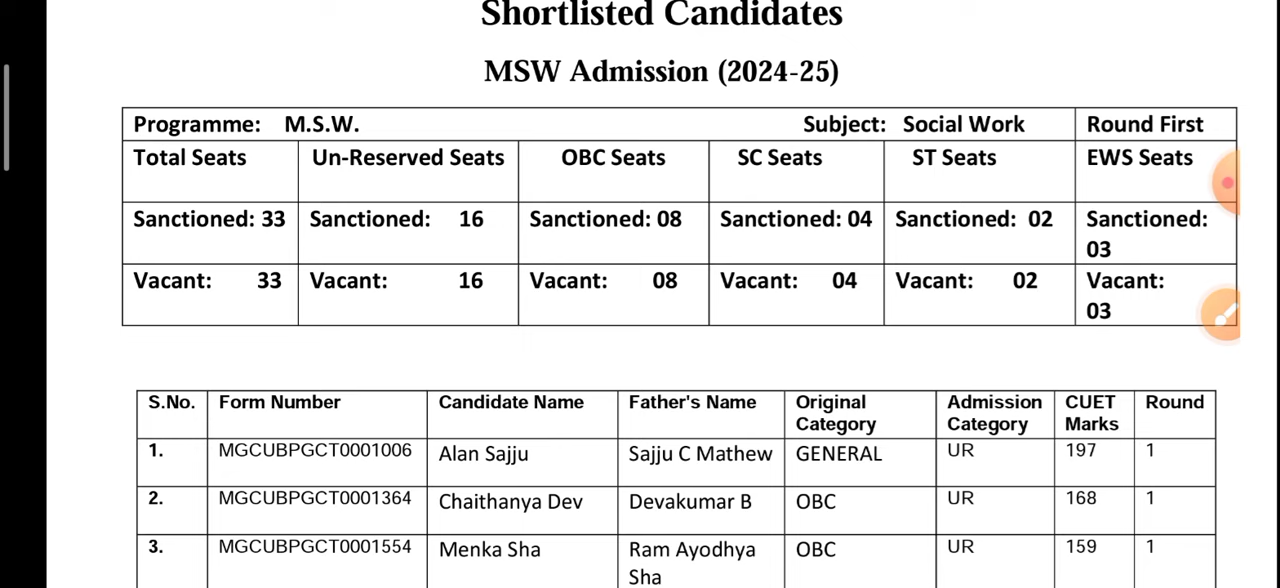 Shortlisted Candidates
MSW Admission (2024-25)
Programme: M.S.W. Subject: Social Work Round First
Total Seats Un-Reserved Seats OBC Seats SC Seats ST Seats EWS Seats
Sanctioned: 33 Sanctioned: 16 Sanctioned: 08 Sanctioned: 04 Sanctioned: 02 Sanctioned:
03
Vacant: 33 Vacant: 16 Vacant: 08 Vacant: 04 Vacant: 02 Vacant:
03
S.No. Form Number Candidate Name Father's Name Original Admission CUET Round
Category Category Marks
1. MGCUBPGCT0001006 Alan Sajju Sajju C Mathew GENERAL UR 197 1
2. MGCUBPGCT0001364 Chaithanya Dev Devakumar B OBC UR 168 1
3. MGCUBPGCT0001554 Menka Sha Ram Ayodhya OBC UR 159 1
Sha